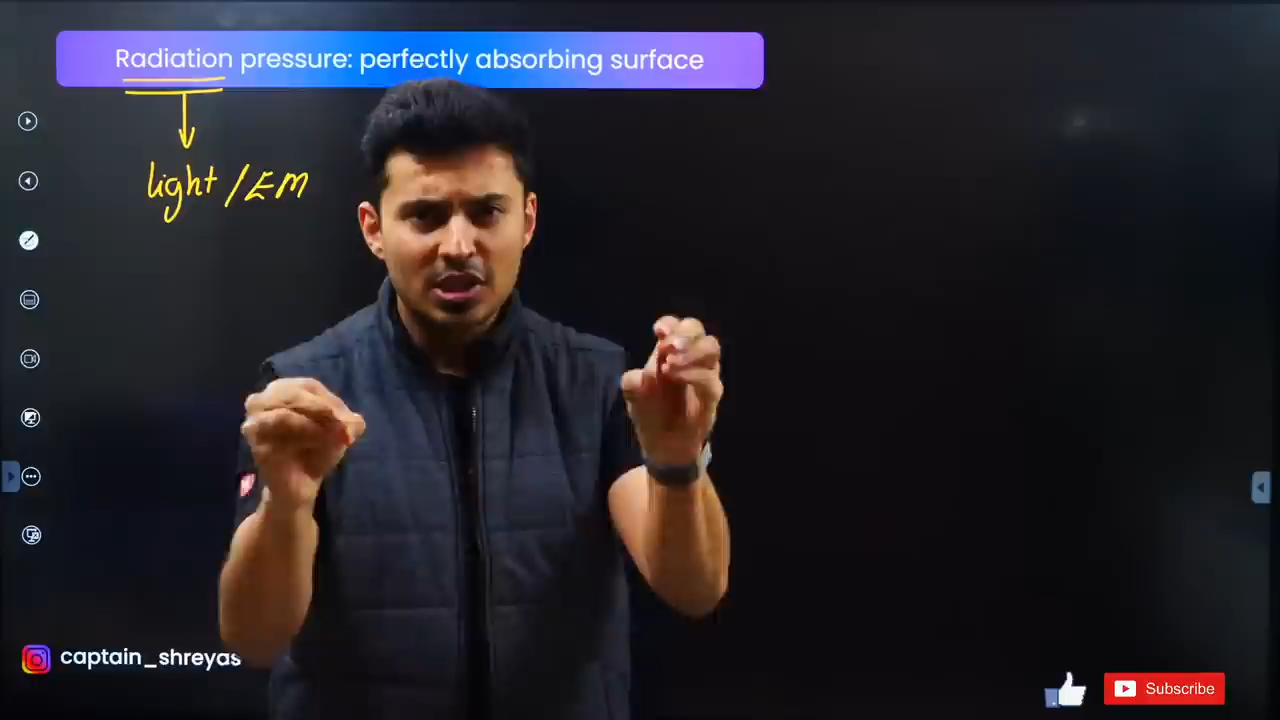 Radiation pressure: perfectly absorbing surface
light / EM
captain_shreyas
Subscribe